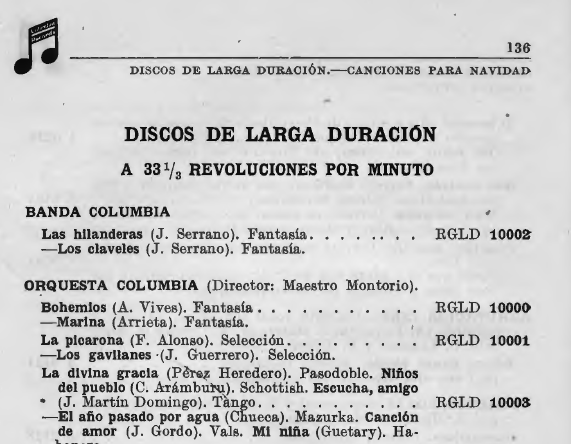 136
DISCOS DE LARGA DURACIÓN.—CANCIONES PARA NAVIDAD
DISCOS DE LARGA DURACIÓN
A 33 1/3 REVOLUCIONES POR MINUTO
BANDA COLUMBIA
Las hilanderas (J. Serrano). Fantasía. . . . . . . . RGLD 10002
—Los claveles (J. Serrano). Fantasía.
ORQUESTA COLUMBIA (Director: Maestro Montorio).
Bohemios (A. Vives). Fantasía . . . . . . . . . . . RGLD 10000
—Marina (Arrieta). Fantasía.
La picarona (F. Alonso). Selección . . . . . . . . . RGLD 10001
—Los gavilanes (J. Guerrero). Selección.
La divina gracia (Pérez Heredero). Pasodoble. Niños
del pueblo (C. Arámburu). Schottish. Escucha, amigo
(J. Martín Domingo). Tango. . . . . . . . . . . RGLD 10003
—El año pasado por agua (Chueca). Mazurka. Canción
de amor (J. Gordo). Vals. Mi niña (Guetary). Ha-